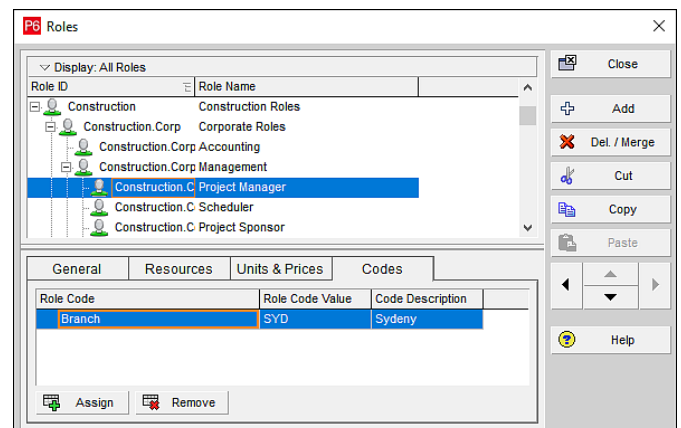 P6 Roles
Display: All Roles
Role ID Role Name
Construction Construction Roles
Construction.Corp Corporate Roles
Construction.Corp Accounting
Construction.Corp Management
Construction.C Project Manager
Construction.C Scheduler
Construction.C Project Sponsor
General Resources Units & Prices Codes
Role Code Role Code Value Code Description
Branch SYD Sydeny
Assign Remove
Close
Add
Del. / Merge
Cut
Copy
Paste
Help